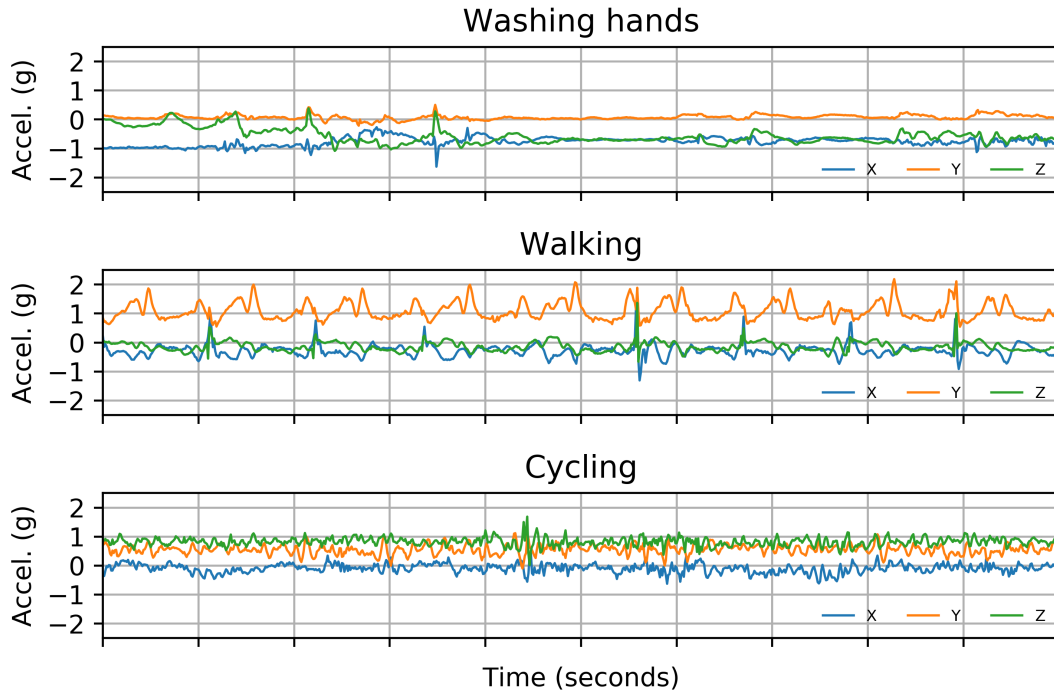 Washing hands
Accel. (g)
2
1
0
−1
−2
X Y Z
Walking
Accel. (g)
2
1
0
−1
−2
X Y Z
Cycling
Accel. (g)
2
1
0
−1
−2
X Y Z
Time (seconds)